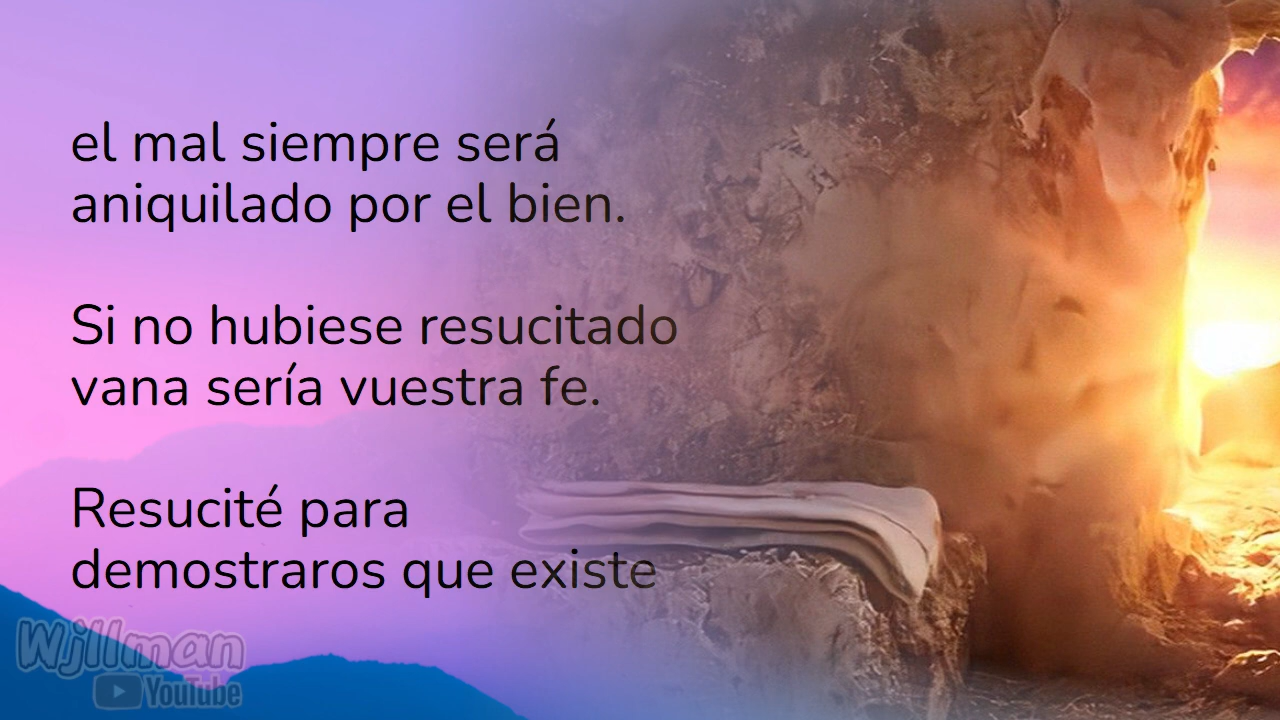 el mal siempre será
aniquilado por el bien.
Si no hubiese resucitado
vana sería vuestra fe.
Resucité para
demostraros que existe
Wjllman
YouTube